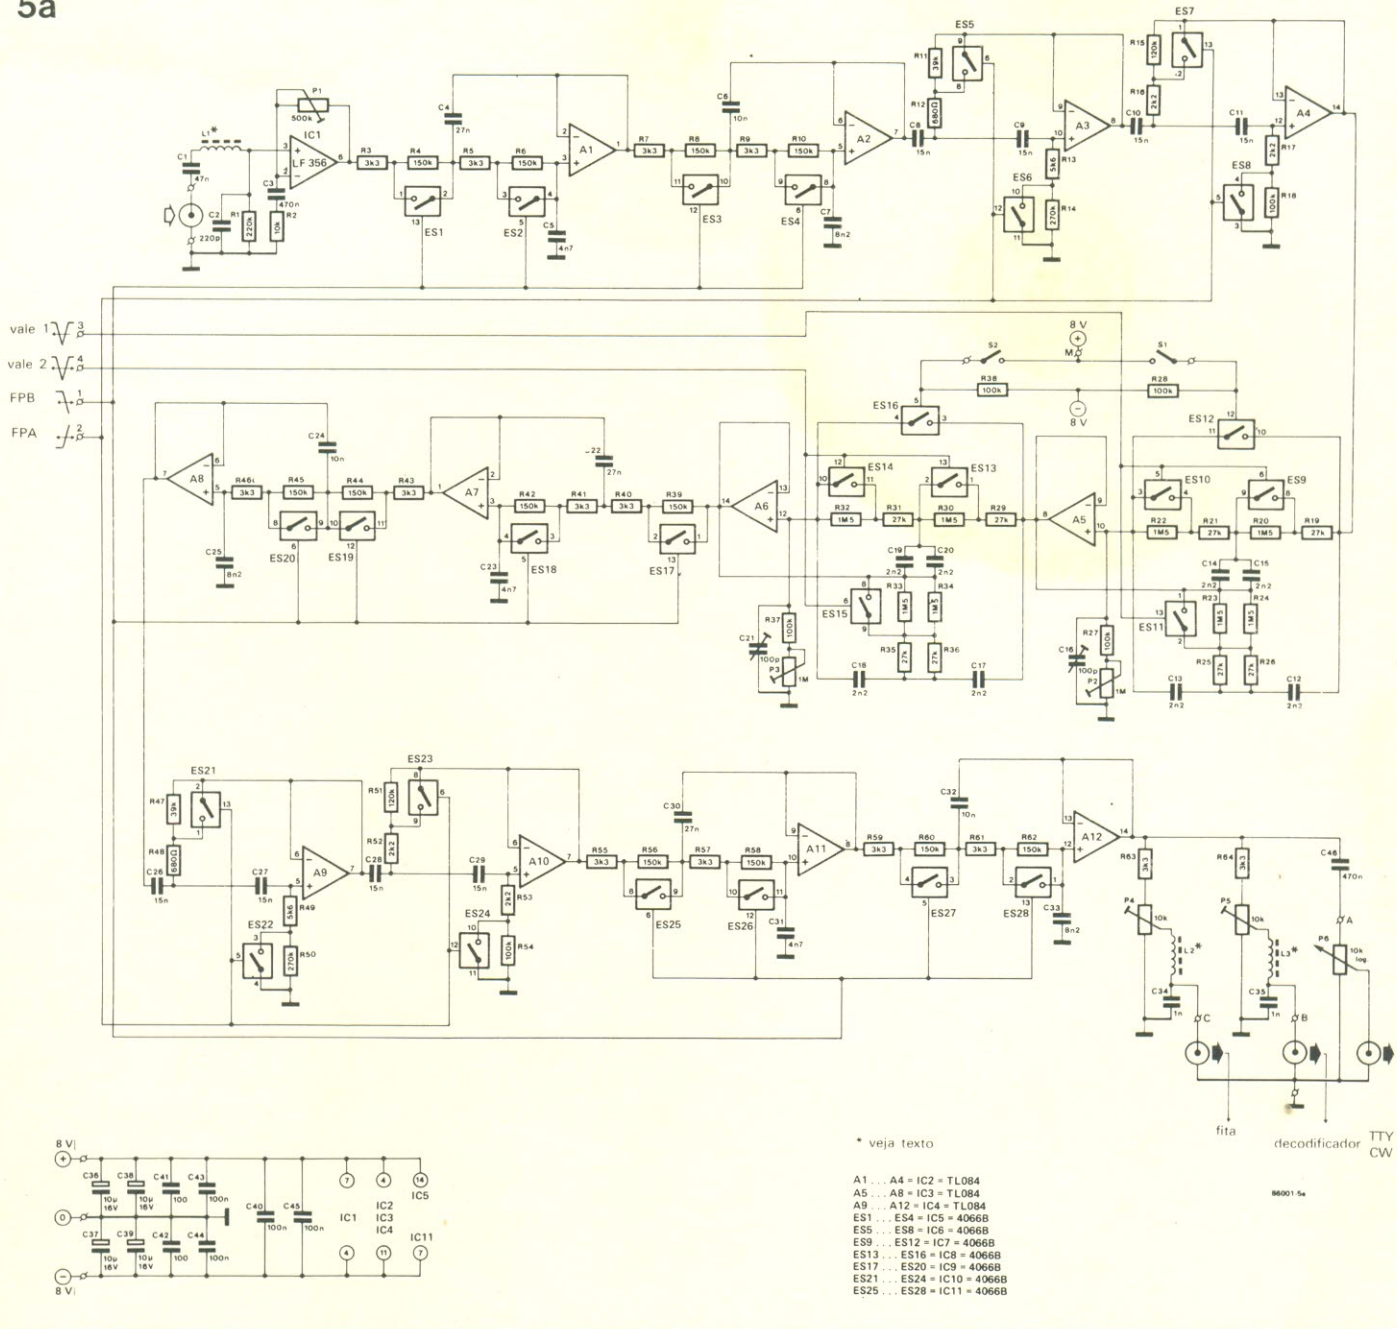 5a
ES7
ES5
R15 120k
1
13
2
R11 39k
9
6
8
R16 2k2
R12 680Ω
C4 27n
C6 10n
P1 500k
IC1
LF 356
L1*
C1 47n
C2 220p
R1 220k
C3 470n
R2 10k
R3 3k3
R4 150k
R5 3k3
R6 150k
A1
R7 3k3
R8 150k
R9 3k3
R10 150k
A2
C8 15n
C9 15n
A3
C10 15n
C11 15n
A4
R13 5k6
R14 270k
R17 2k2
R18 100k
ES1
ES2
C5 4n7
ES3
ES4
C7 8n2
ES6
ES8
vale 1 3
vale 2 4
FPB 1
FPA 2
8 V
+
M
S2
S1
R38 100k
R28 100k
−
8 V
ES16
ES12
A8
C24 10n
R45 150k
R44 150k
R43 3k3
A7
C25 8n2
ES20
ES19
22 27n
R42 150k
R41 3k3
R40 3k3
R39 150k
C23 4n7
ES18
ES17
A6
ES14
ES13
R32 1M5
R31 27k
R30 1M5
R29 27k
C19 2n2
C20 2n2
R33 1M5
R34 1M5
ES15
R35 27k
R36 27k
C18 2n2
C17 2n2
R37 100k
C21 100p
P3 1M
A5
ES10
ES9
R22 1M5
R21 27k
R20 1M5
R19 27k
C14 2n2
C15 2n2
R23 1M5
R24 1M5
ES11
R25 27k
R26 27k
C13 2n2
C12 2n2
R27 100k
C16 100p
P2 1M
ES21
ES23
R47 39k
R48 680Ω
C26 15n
C27 15n
R49 5k6
R50 270k
ES22
A9
R51 120k
R52 2k2
C28 15n
C29 15n
R53 2k2
R54 100k
ES24
A10
R55 3k3
R56 150k
R57 3k3
R58 150k
C30 27n
ES25
ES26
C31 4n7
A11
R59 3k3
R60 150k
R61 3k3
R62 150k
C32 10n
ES27
ES28
C33 8n2
A12
R63 3k3
R64 3k3
C46 470n
P4 10k
P5 10k
P6 10k log.
L2*
L3*
C34 1n
C35 1n
C
B
A
fita
decodificador TTY
CW
8 V
+
0
−
8 V
C36 10µ 16V
C38 10µ 16V
C41 100
C43 100n
C37 10µ 16V
C39 10µ 16V
C42 100
C44 100n
C40 100n
C45 100n
7
4
14
IC1
IC2
IC3
IC4
IC5
IC11
4
11
7
* veja texto
A1 ... A4 = IC2 = TL084
A5 ... A8 = IC3 = TL084
A9 ... A12 = IC4 = TL084
ES1 ... ES4 = IC5 = 4066B
ES5 ... ES8 = IC6 = 4066B
ES9 ... ES12 = IC7 = 4066B
ES13 ... ES16 = IC8 = 4066B
ES17 ... ES20 = IC9 = 4066B
ES21 ... ES24 = IC10 = 4066B
ES25 ... ES28 = IC11 = 4066B
86001-5a